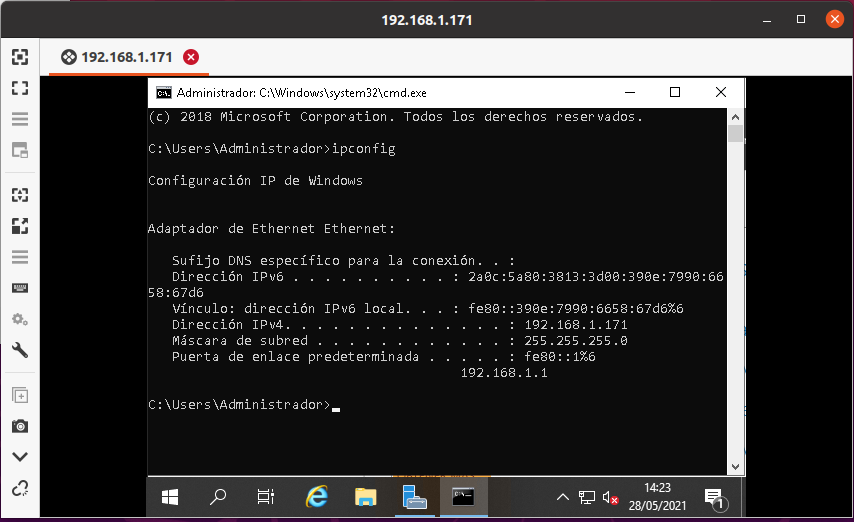 192.168.1.171
192.168.1.171
Administrador: C:\Windows\system32\cmd.exe
(c) 2018 Microsoft Corporation. Todos los derechos reservados.
C:\Users\Administrador>ipconfig
Configuración IP de Windows
Adaptador de Ethernet Ethernet:
Sufijo DNS específico para la conexión. . :
Dirección IPv6 . . . . . . . . . . : 2a0c:5a80:3813:3d00:390e:7990:66
58:67d6
Vínculo: dirección IPv6 local. . . : fe80::390e:7990:6658:67d6%6
Dirección IPv4. . . . . . . . . . . . . . : 192.168.1.171
Máscara de subred . . . . . . . . . . . . : 255.255.255.0
Puerta de enlace predeterminada . . . . . : fe80::1%6
192.168.1.1
C:\Users\Administrador>
14:23
28/05/2021
1